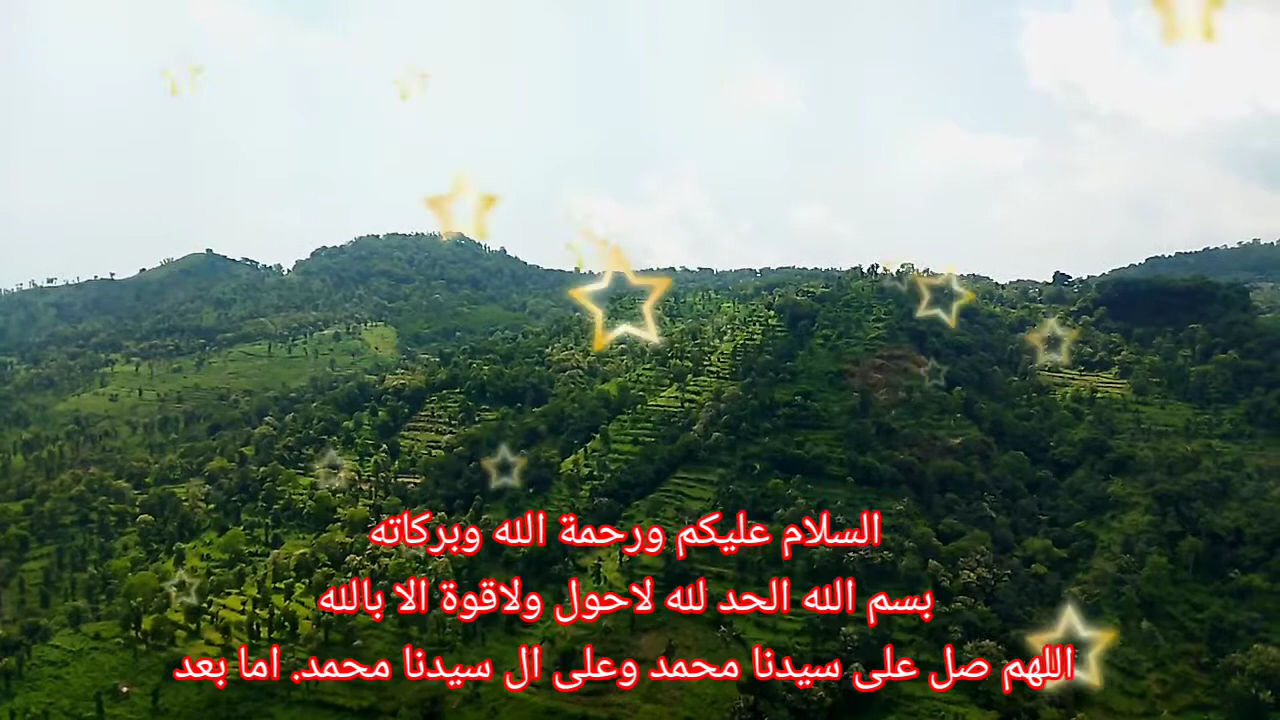 السلام عليكم ورحمة الله وبركاته
بسم الله الحد لله لاحول ولاقوة الا بالله
اللهم صل على سيدنا محمد وعلى ال سيدنا محمد. اما بعد